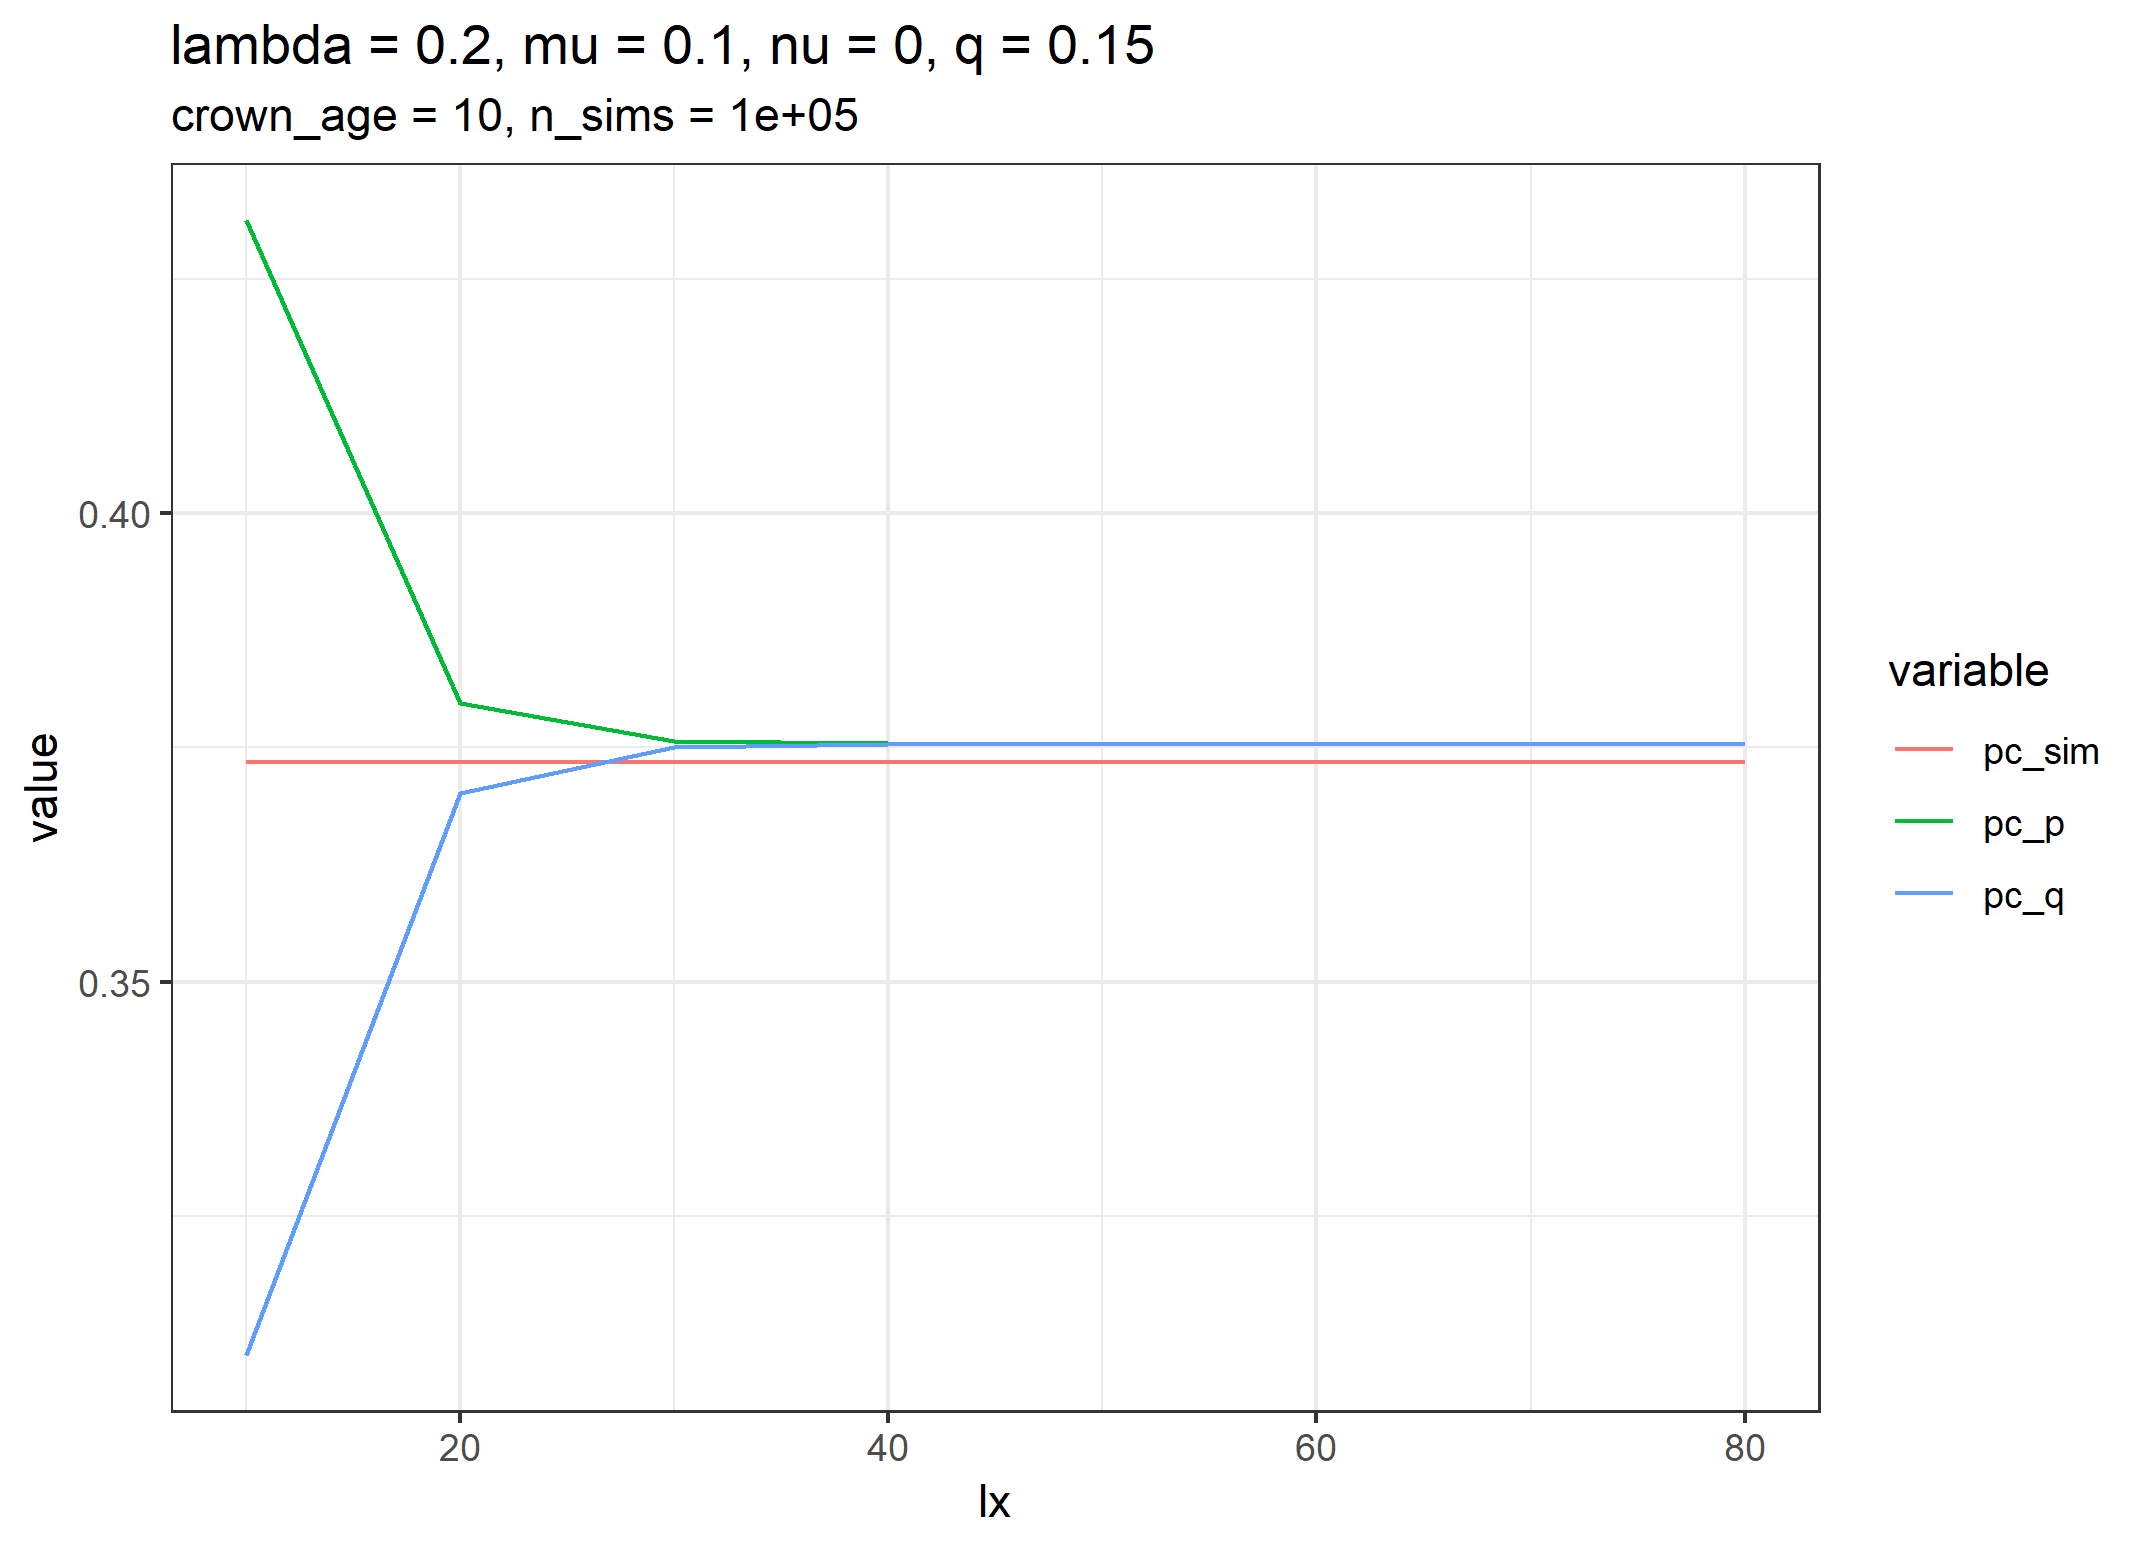 lambda = 0.2, mu = 0.1, nu = 0, q = 0.15
crown_age = 10, n_sims = 1e+05
0.40
0.35
value
20
40
60
80
lx
variable
pc_sim
pc_p
pc_q